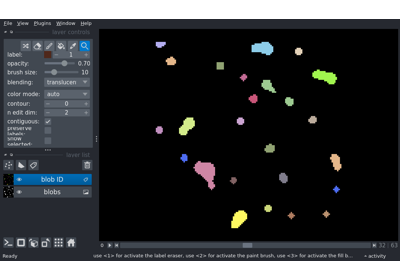 File View Plugins Window Help
layer controls
label: 1
opacity: 0.70
brush size: 10
blending: translucen
color mode: auto
contour: 0
n edit dim: 2
contiguous:
preserve labels:
show selected:
layer list
blob ID
blobs
32 63
Ready use <1> for activate the label eraser, use <2> for activate the paint brush, use <3> for activate the fill b... activity